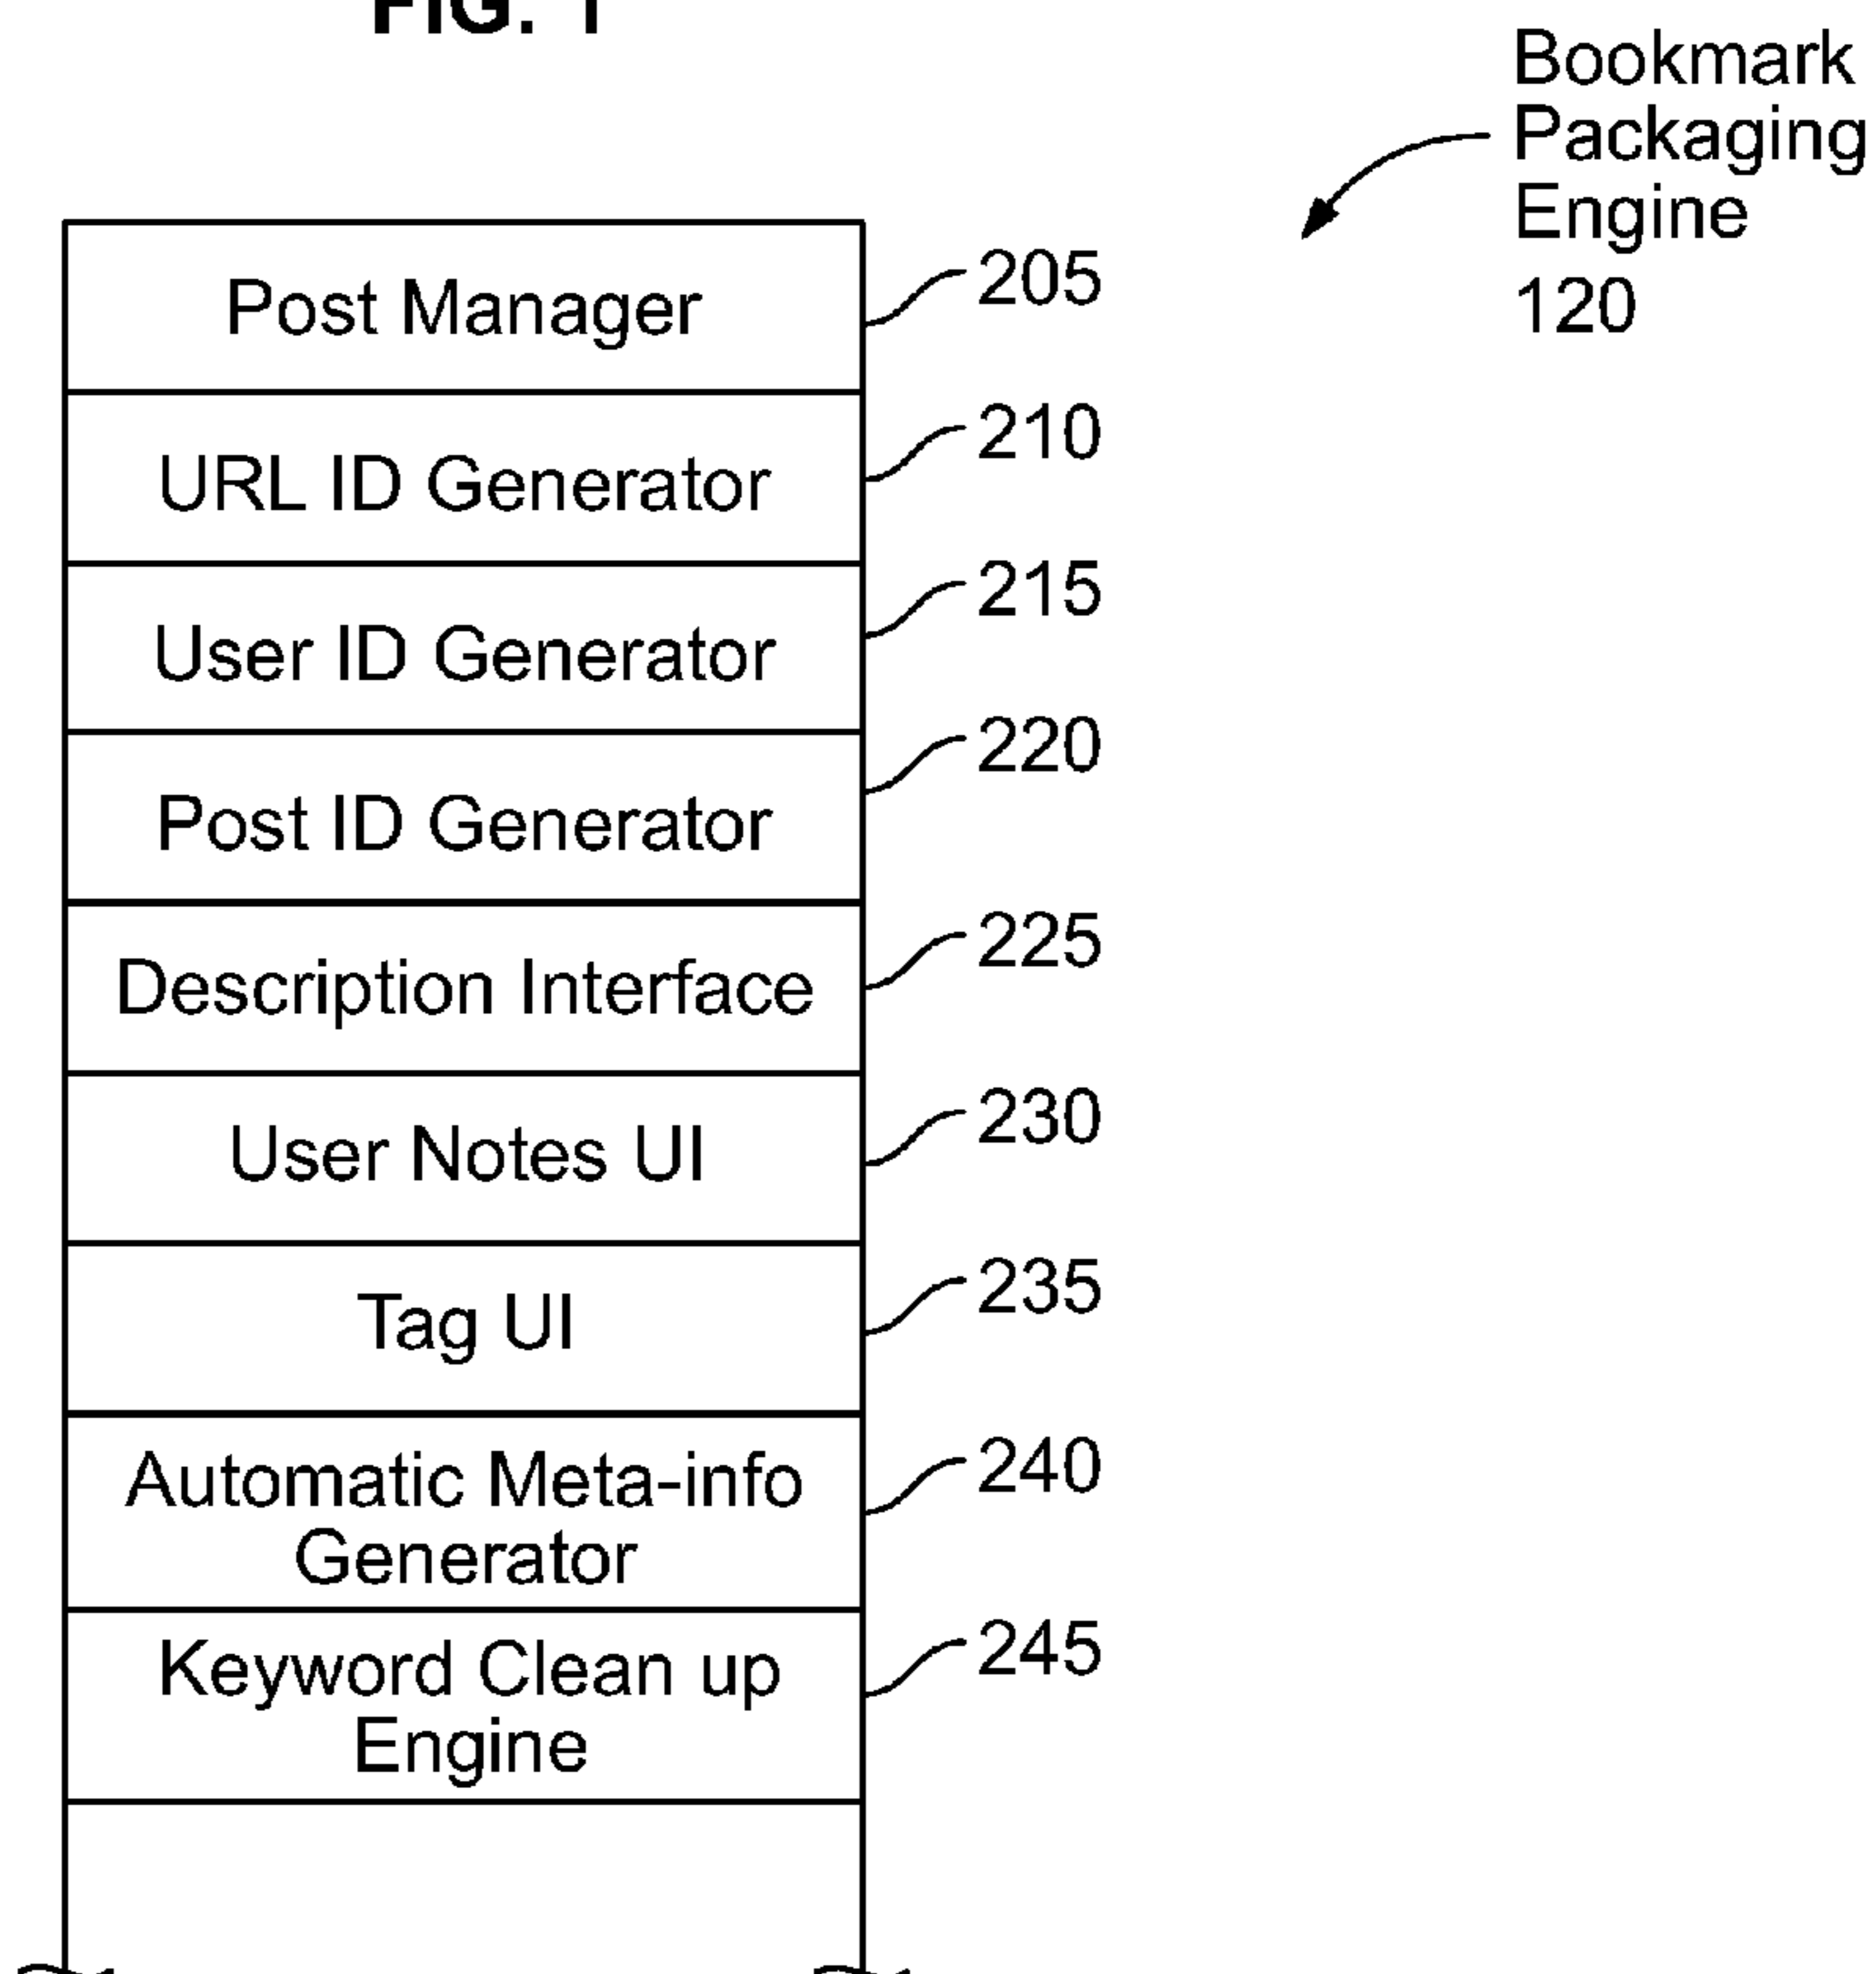 FIG. 1
Bookmark
Packaging
Engine
120
Post Manager
205
URL ID Generator
210
User ID Generator
215
Post ID Generator
220
Description Interface
225
User Notes UI
230
Tag UI
235
Automatic Meta-info
Generator
240
Keyword Clean up
Engine
245